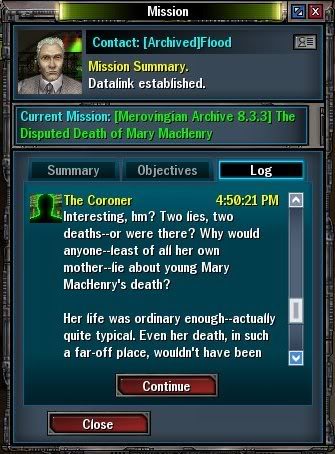 Mission
Contact: [Archived]Flood
Mission Summary.
Datalink established.
Current Mission: [Merovingian Archive 8.3.3] The
Disputed Death of Mary MacHenry
Summary
Objectives
Log
The Coroner 4:50:21 PM
Interesting, hm? Two lies, two
deaths--or were there? Why would
anyone--least of all her own
mother--lie about young Mary
MacHenry's death?
Her life was ordinary enough--actually
quite typical. Even her death, in such
a far-off place, wouldn't have been
Continue
Close